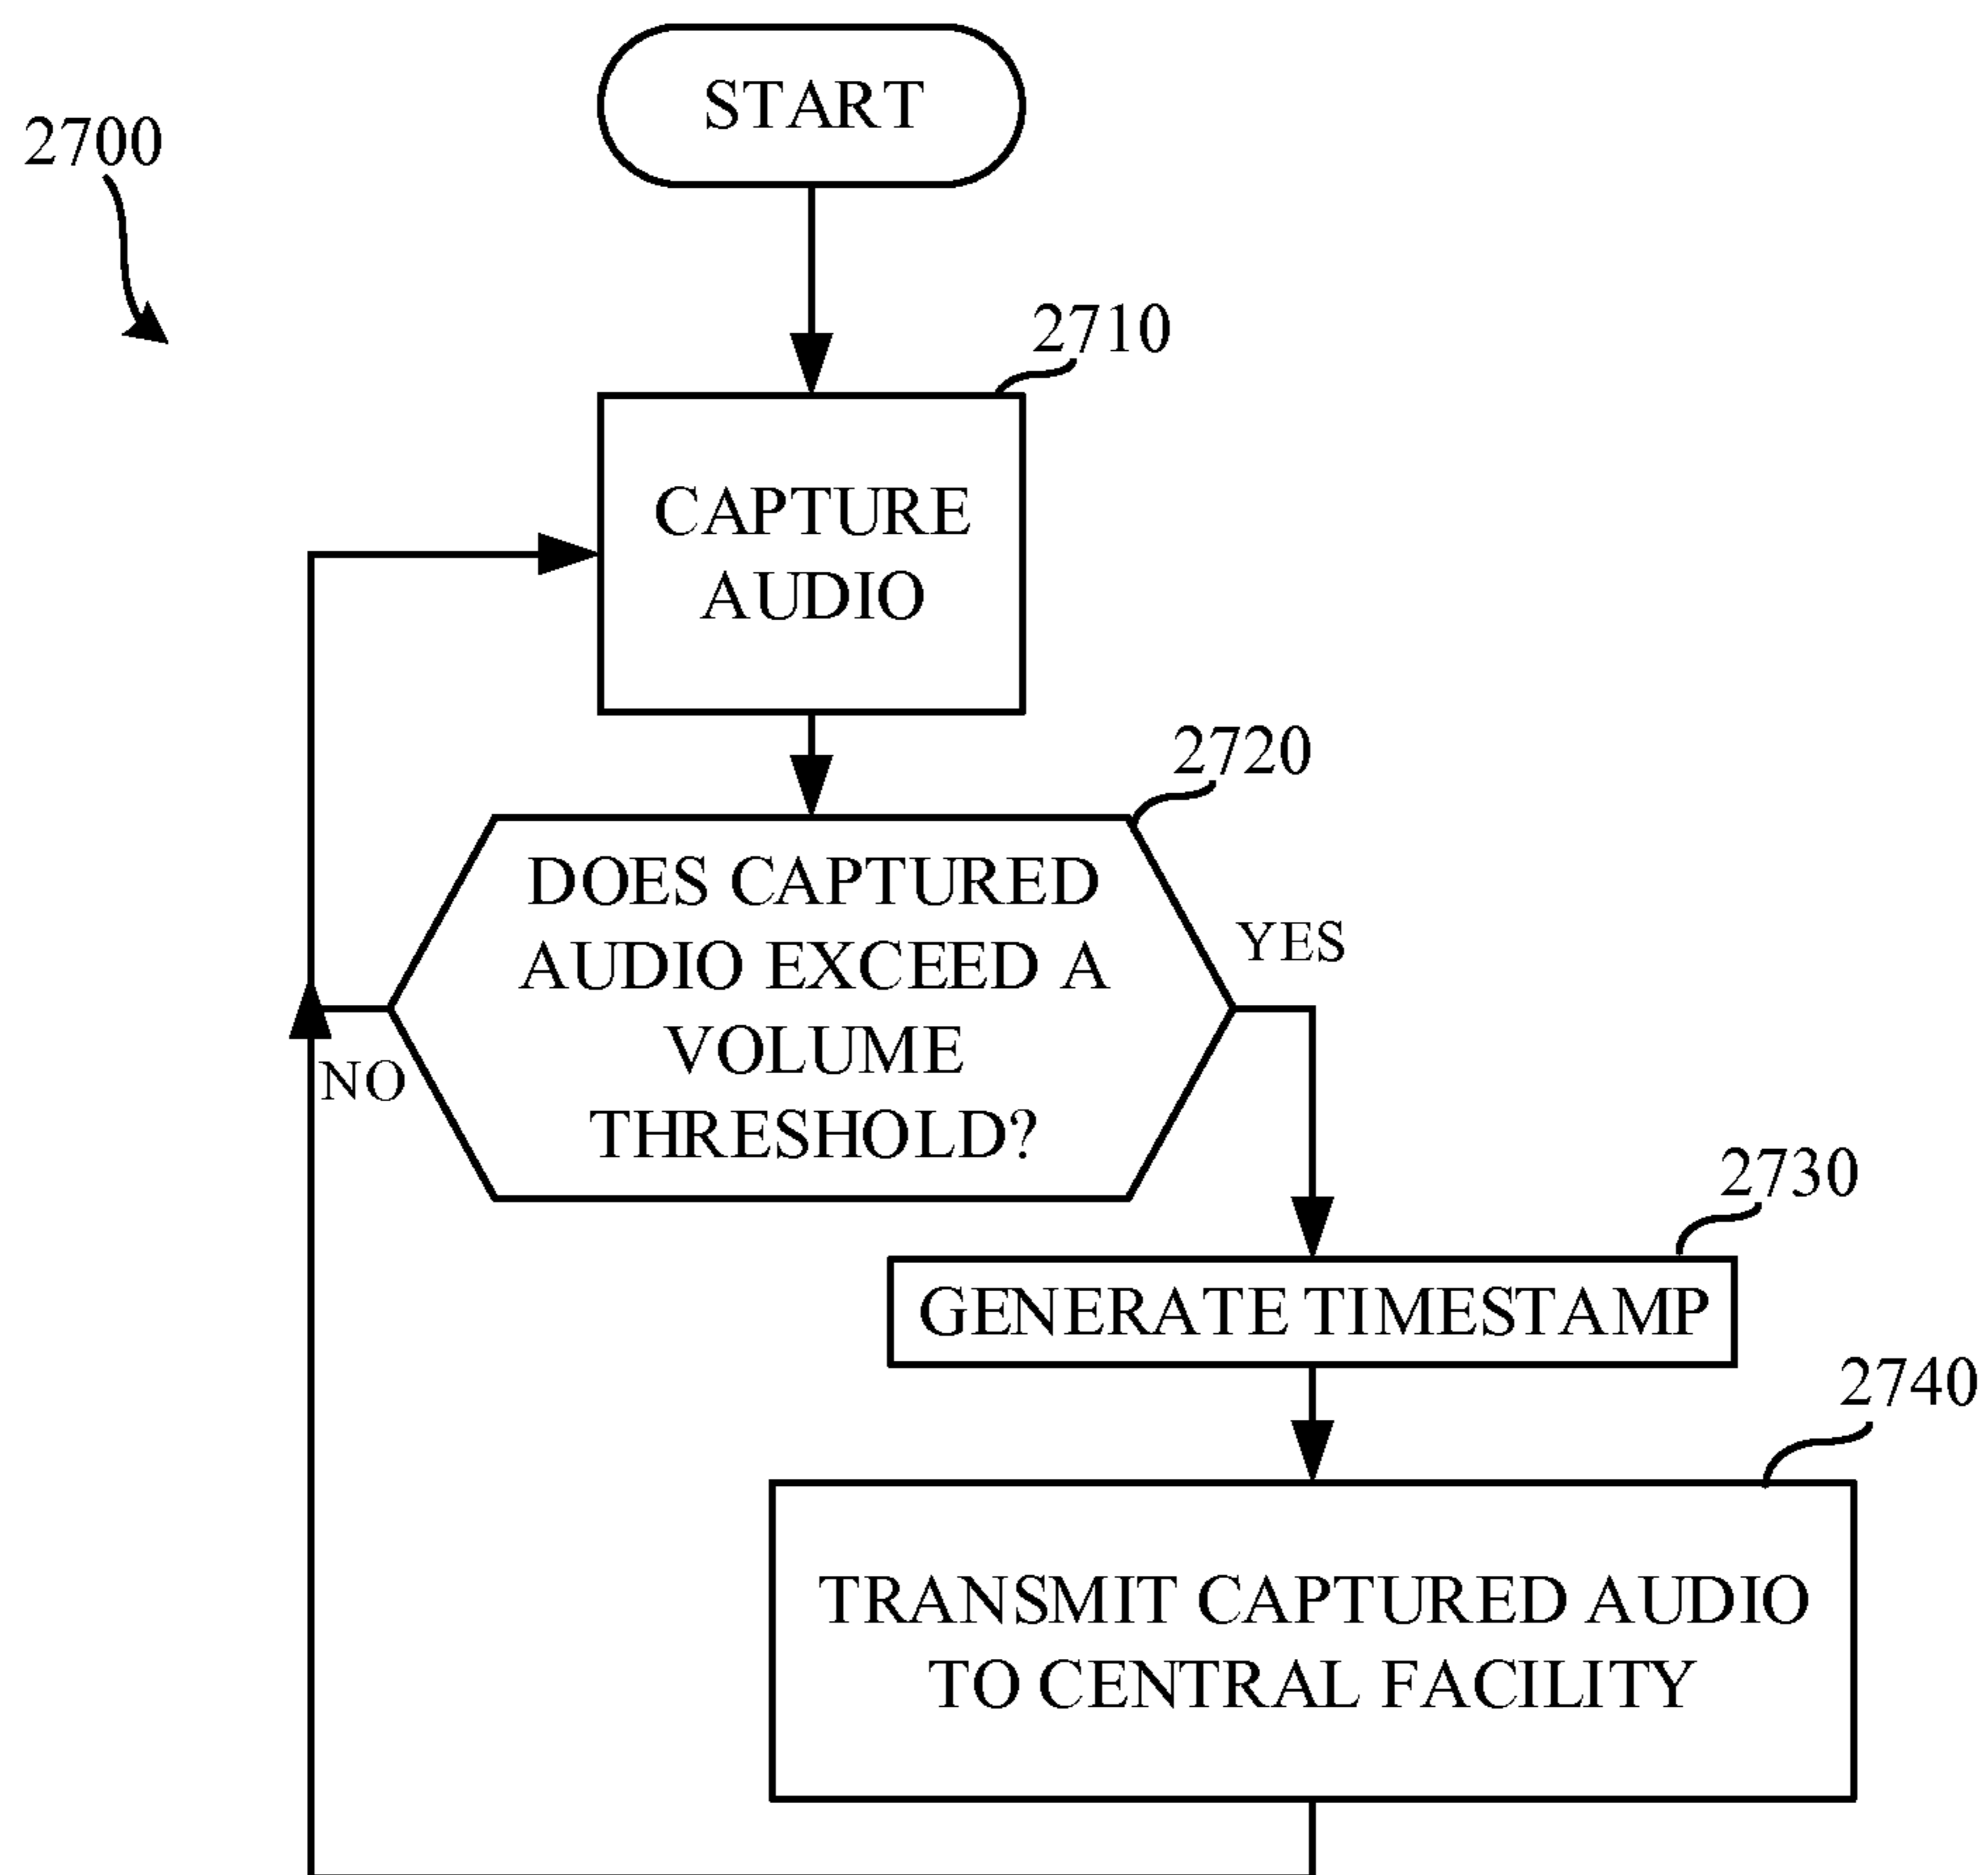 START
2700
2710
CAPTURE
AUDIO
2720
DOES CAPTURED
AUDIO EXCEED A
VOLUME
THRESHOLD?
YES
NO
2730
GENERATE TIMESTAMP
2740
TRANSMIT CAPTURED AUDIO
TO CENTRAL FACILITY